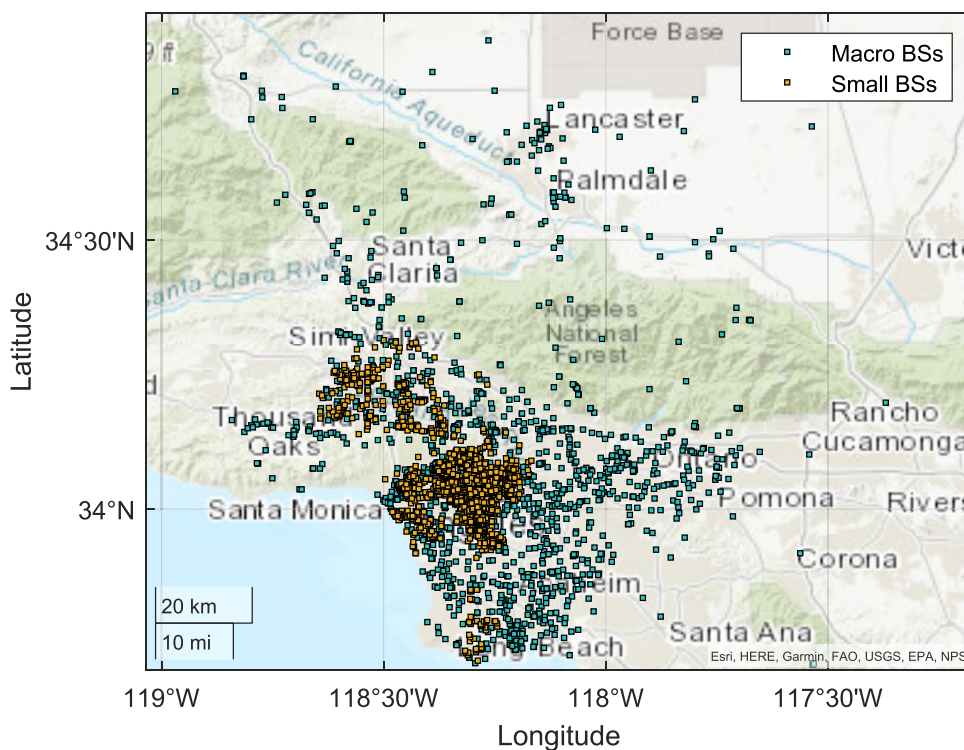 Force Base
9 ft
Macro BSs
Small BSs
California Aqueduct
Lancaster
Palmdale
34°30'N
Santa
Clarita
Victo
Santa Clara River
Angeles
National
Forest
Simi Valley
Latitude
d
Thousand
Oaks
Rancho
Cucamonga
Ontario
Santa Monica
Pomona
Rivers
34°N
Corona
Anaheim
20 km
10 mi
Santa Ana
Long Beach
Esri, HERE, Garmin, FAO, USGS, EPA, NPS
119°W
118°30'W
118°W
117°30'W
Longitude